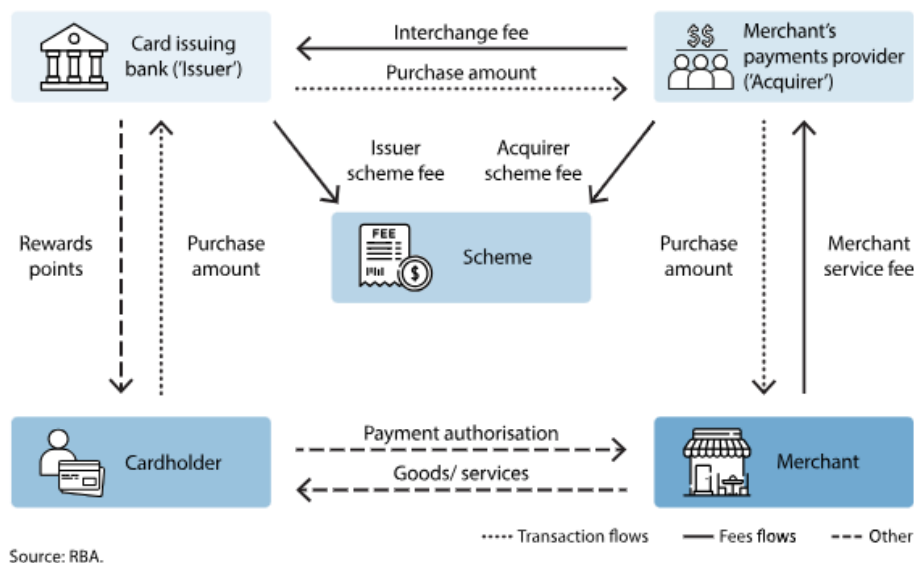 Card issuing
bank (‘Issuer’)
Interchange fee
Purchase amount
$$
Merchant’s
payments provider
(‘Acquirer’)
Issuer
scheme fee
Acquirer
scheme fee
FEE
$
Scheme
Rewards
points
Purchase
amount
Purchase
amount
Merchant
service fee
Cardholder
Payment authorisation
Goods/ services
Merchant
Transaction flows
Fees flows
Other
Source: RBA.